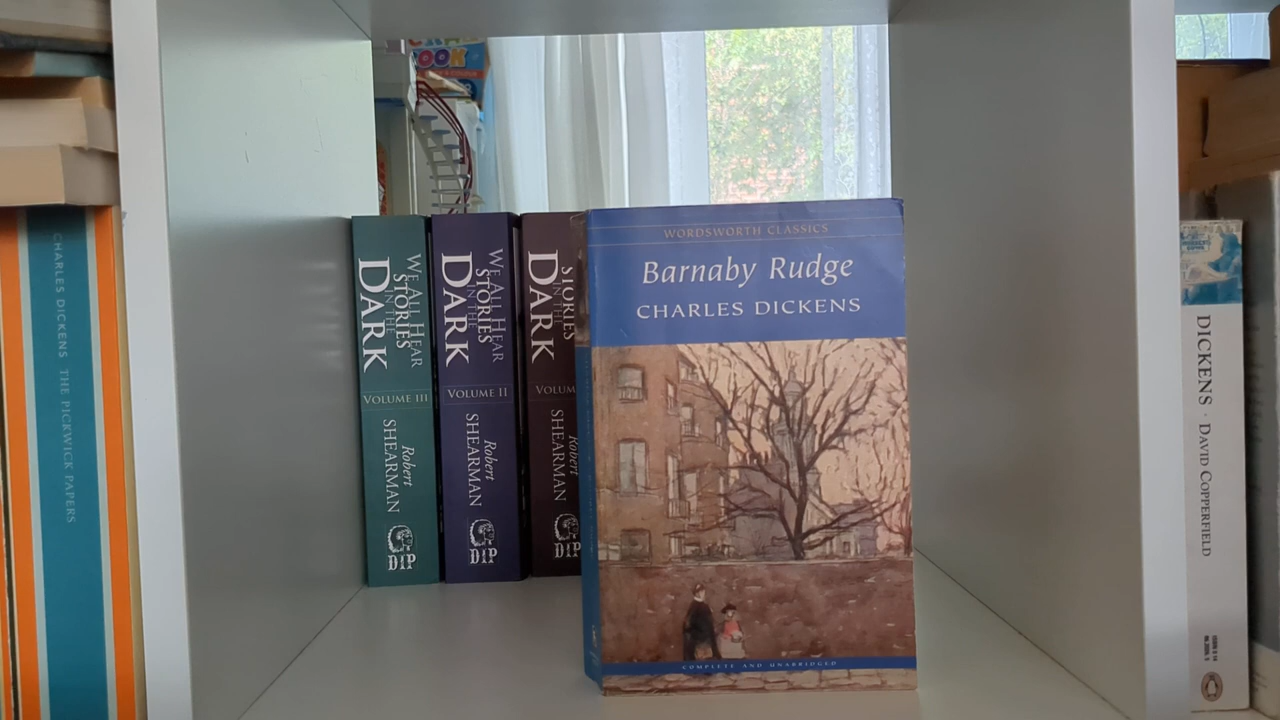 CHARLES DICKENS THE PICKWICK PAPERS
OOK
WE ALL HEAR
STORIES
IN THE
DARK
VOLUME III
Robert
SHEARMAN
DIP
WE ALL HEAR
STORIES
IN THE
DARK
VOLUME II
Robert
SHEARMAN
DIP
STORIES
IN THE
DARK
VOLUM
Robert
SHEARMAN
DIP
WORDSWORTH CLASSICS
Barnaby Rudge
CHARLES DICKENS
COMPLETE AND UNABRIDGED
DICKENS · DAVID COPPERFIELD